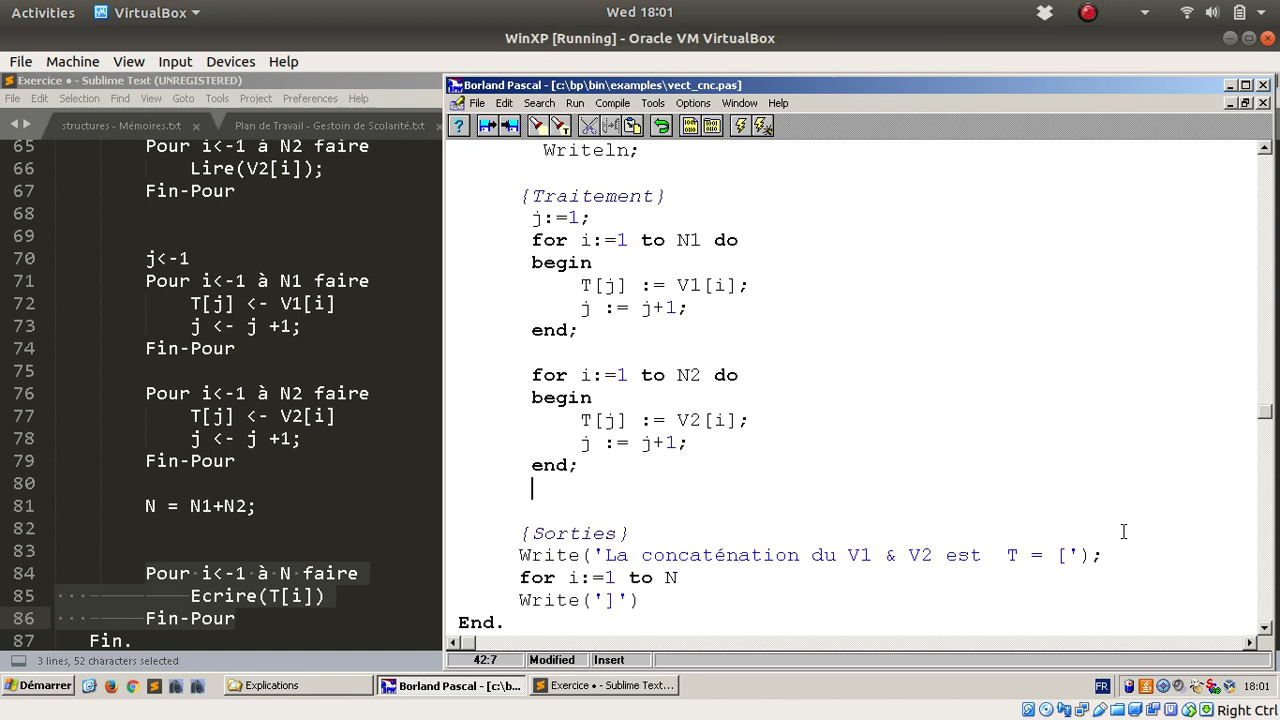 Activities VirtualBox Wed 18:01
WinXP [Running] - Oracle VM VirtualBox
File Machine View Input Devices Help
Exercice • - Sublime Text (UNREGISTERED)
File Edit Selection Find View Goto Tools Project Preferences Help
structures - Mémoires.txt × Plan de Travail - Gestoin de Scolarité.txt
65 Pour i<-1 à N2 faire
66 Lire(V2[i]);
67 Fin-Pour
68
69
70 j<-1
71 Pour i<-1 à N1 faire
72 T[j] <- V1[i]
73 j <- j +1;
74 Fin-Pour
75
76 Pour i<-1 à N2 faire
77 T[j] <- V2[i]
78 j <- j +1;
79 Fin-Pour
80
81 N = N1+N2;
82
83
84 Pour i<-1 à N faire
85 Ecrire(T[i])
86 Fin-Pour
87 Fin.
3 lines, 52 characters selected
Borland Pascal - [c:\bp\bin\examples\vect_cnc.pas]
File Edit Search Run Compile Tools Options Window Help
Writeln;
{Traitement}
j:=1;
for i:=1 to N1 do
begin
T[j] := V1[i];
j := j+1;
end;
for i:=1 to N2 do
begin
T[j] := V2[i];
j := j+1;
end;
{Sorties}
Write('La concaténation du V1 & V2 est  T = [');
for i:=1 to N
Write(']')
End.
42:7 Modified Insert
Démarrer Explications Borland Pascal - [c:\b... Exercice • - Sublime Text... FR 18:01
Right Ctrl